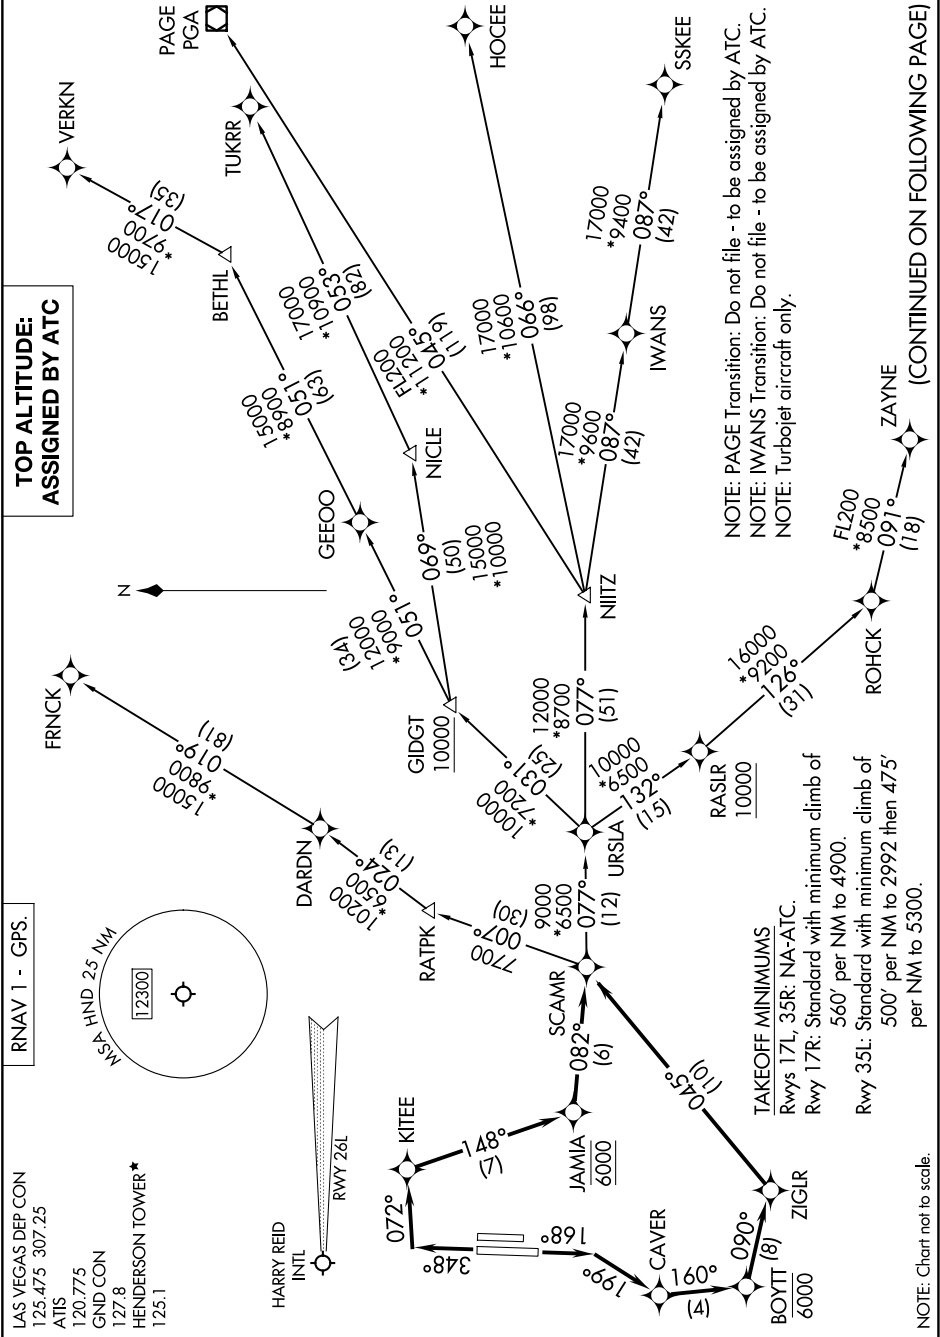 LAS VEGAS DEP CON
125.475 307.25
ATIS
120.775
GND CON
127.8
HENDERSON TOWER★
125.1
RNAV 1 - GPS.
TOP ALTITUDE:
ASSIGNED BY ATC
MSA HND 25 NM
12300
HARRY REID
INTL
RWY 26L
N
FRNCK
15000
*9800
019°
(81)
DARDN
10200
*6500
024°
(13)
RATPK
7700
007°
(30)
VERKN
15000
*9700
017°
(35)
BETHL
15000
*8900
051°
(63)
GEEOO
(34)
12000
*9000
051°
GIDGT
10000
10000
*7200
031°
(25)
PAGE
PGA
TUKRR
17000
*10900
053°
(82)
NICLE
069°
(50)
15000
*10000
FL200
*11200
045°
(119)
HOCEE
17000
*10600
066°
(98)
SSKEE
17000
*9400
087°
(42)
IWANS
17000
*9600
087°
(42)
NIITZ
12000
*8700
077°
(51)
URSLA
9000
*6500
077°
(12)
10000
*6500
132°
(15)
RASLR
10000
16000
*9200
126°
(31)
ROHCK
FL200
*8500
091°
(18)
ZAYNE
SCAMR
082°
(6)
JAMIA
6000
KITEE
148°
(7)
072°
348°
168°
199°
CAVER
160°
(4)
BOYTT
6000
090°
(8)
ZIGLR
045°
(10)
NOTE: PAGE Transition: Do not file - to be assigned by ATC.
NOTE: IWANS Transition: Do not file - to be assigned by ATC.
NOTE: Turbojet aircraft only.
TAKEOFF MINIMUMS
Rwys 17L, 35R: NA-ATC.
Rwy 17R: Standard with minimum climb of
560' per NM to 4900.
Rwy 35L: Standard with minimum climb of
500' per NM to 2992 then 475'
per NM to 5300.
NOTE: Chart not to scale.
(CONTINUED ON FOLLOWING PAGE)